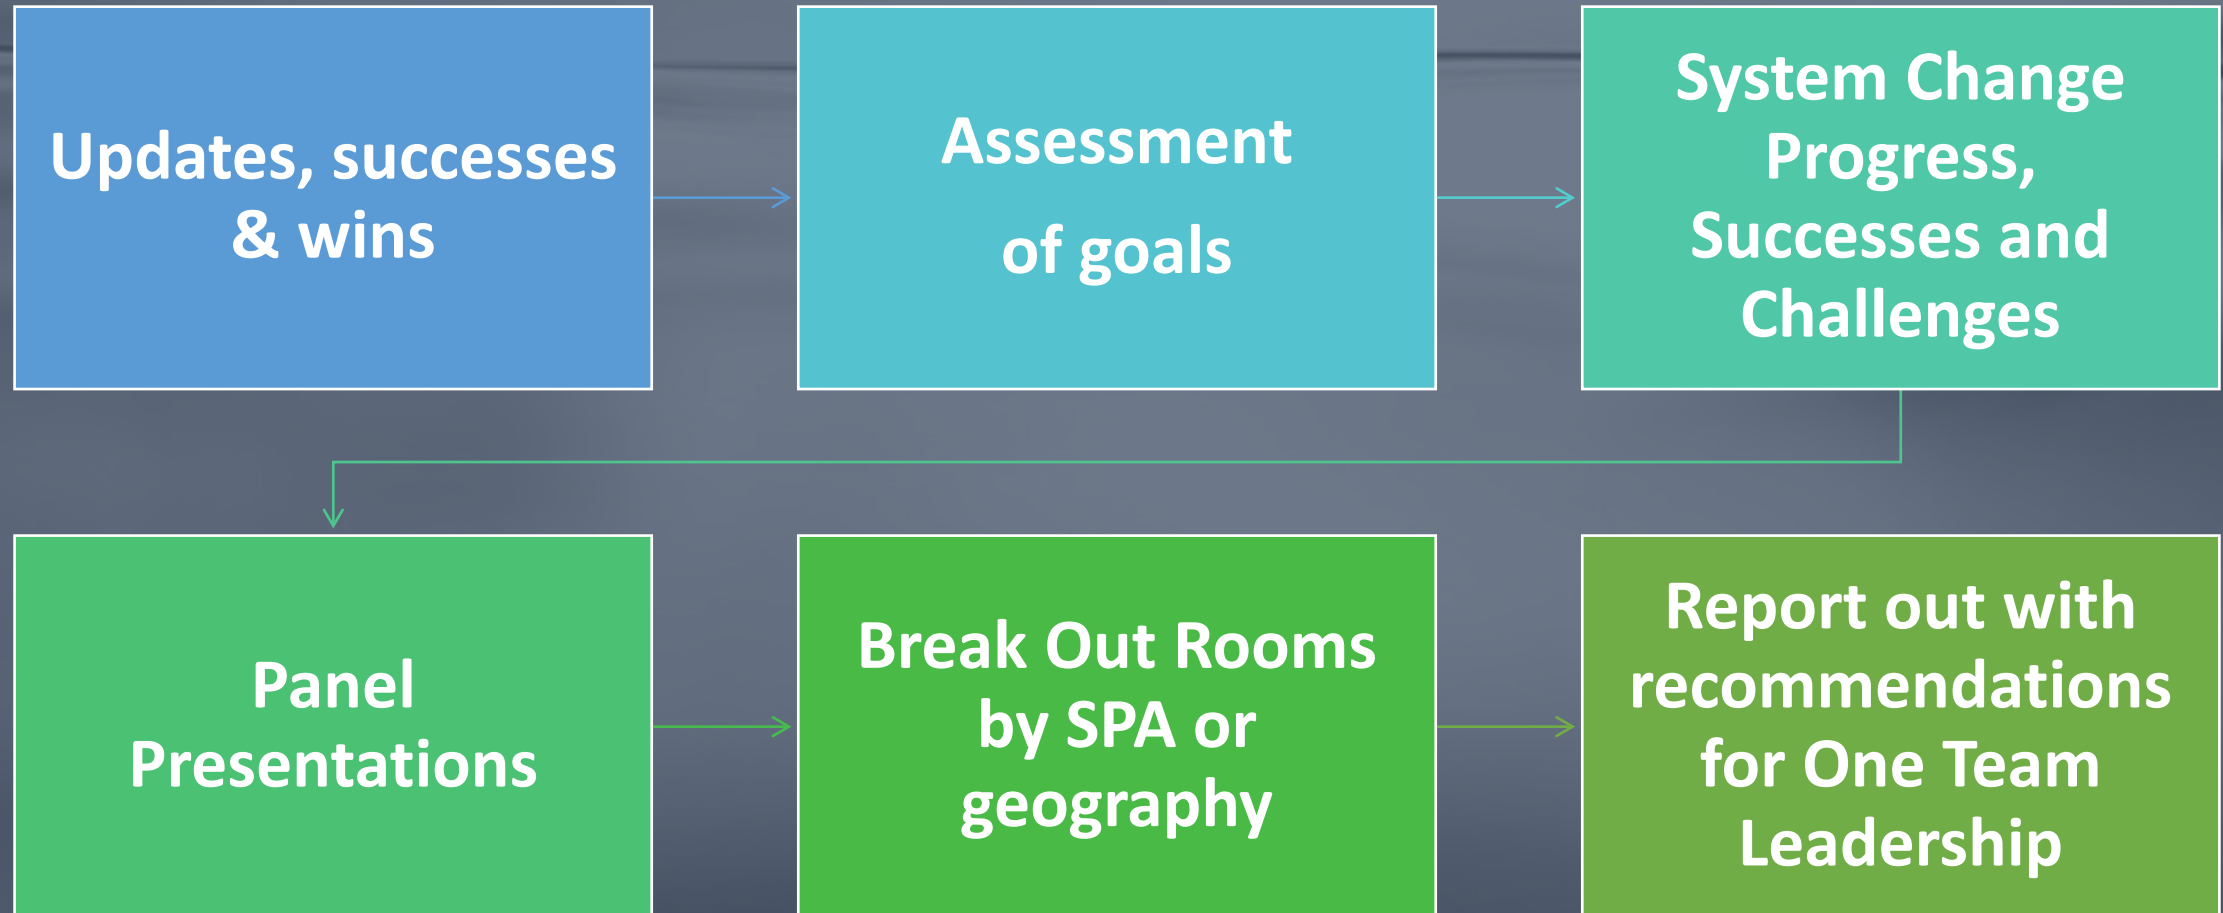 Updates, successes
& wins
Assessment
of goals
System Change
Progress,
Successes and
Challenges
Panel
Presentations
Break Out Rooms
by SPA or
geography
Report out with
recommendations
for One Team
Leadership